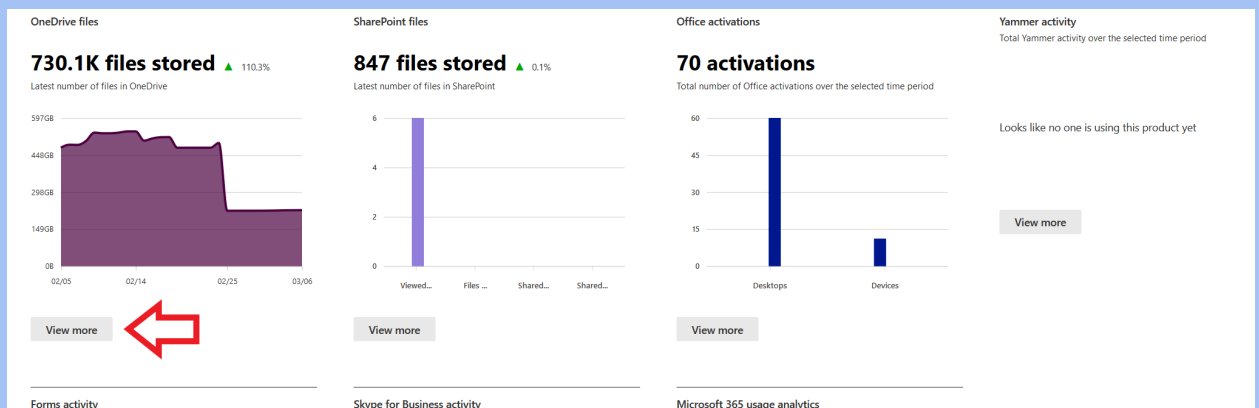 OneDrive files
730.1K files stored ▲ 110.3%
Latest number of files in OneDrive
597GB
448GB
298GB
149GB
0B
02/05 02/14 02/25 03/06
View more
SharePoint files
847 files stored ▲ 0.1%
Latest number of files in SharePoint
6
4
2
0
Viewed... Files ... Shared... Shared...
View more
Office activations
70 activations
Total number of Office activations over the selected time period
60
45
30
15
0
Desktops Devices
View more
Yammer activity
Total Yammer activity over the selected time period
Looks like no one is using this product yet
View more
Forms activity
Skype for Business activity
Microsoft 365 usage analytics